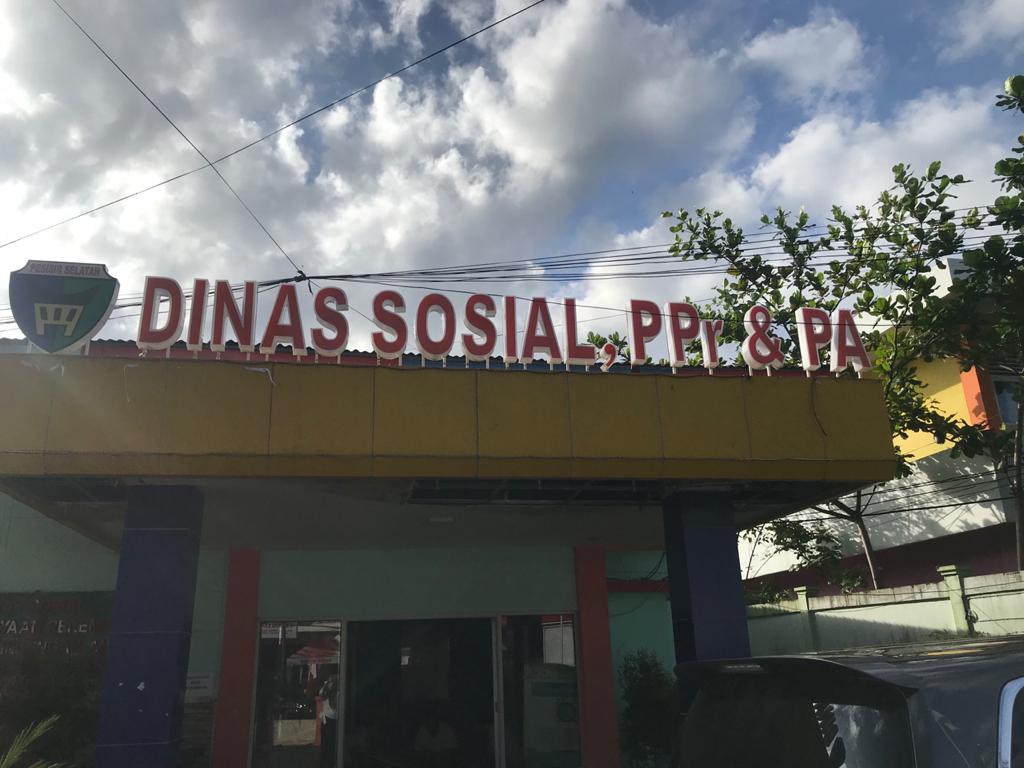 PESISIR SELATAN
DINAS SOSIAL, PPr & PA